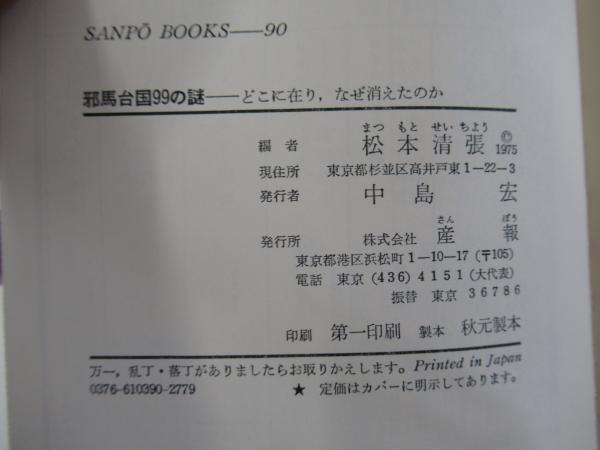 SANPŌ BOOKS——90
邪馬台国99の謎——どこに在り，なぜ消えたのか
まつ もと せい ちよう
編者 松本清張 © 1975
現住所 東京都杉並区高井戸東1－22－3
発行者 中島宏
さん ぽう
発行所 株式会社 産報
東京都港区浜松町1－10－17（〒105）
電話 東京（436）4151（大代表）
振替 東京 36786
印刷 第一印刷 製本 秋元製本
万一，乱丁・落丁がありましたらお取りかえします。Printed in Japan
0376-610390-2779 ★ 定価はカバーに明示してあります。